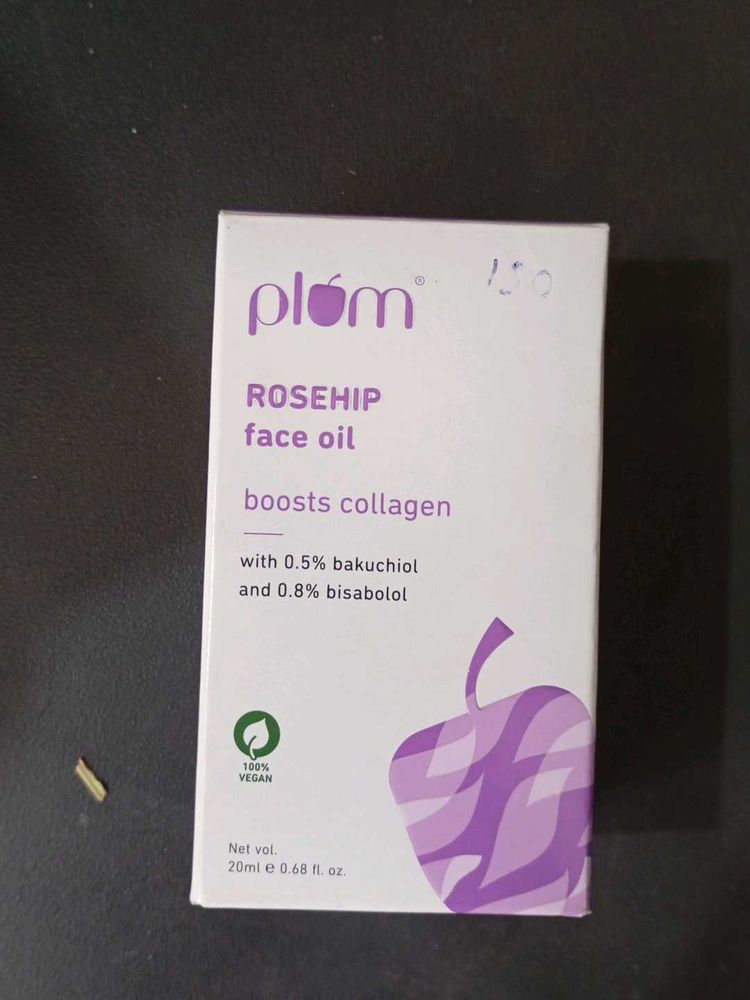 plum®
150
ROSEHIP
face oil
boosts collagen
with 0.5% bakuchiol
and 0.8% bisabolol
100%
VEGAN
Net vol.
20ml ℮ 0.68 fl. oz.